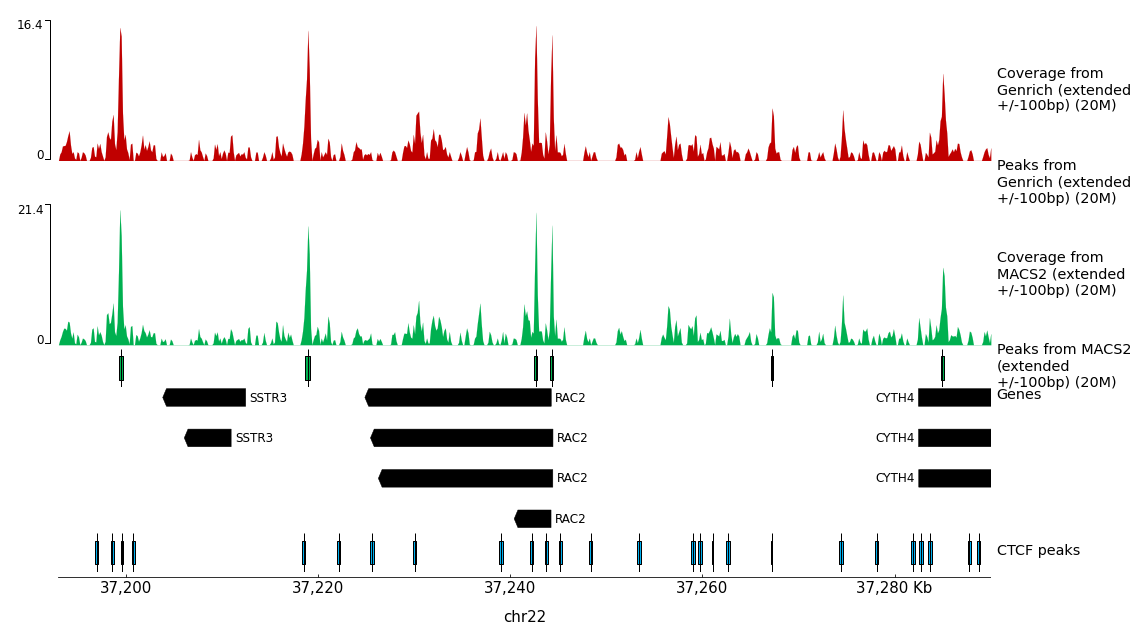 16.4
0
Coverage from
Genrich (extended
+/-100bp) (20M)
Peaks from
Genrich (extended
+/-100bp) (20M)
21.4
0
Coverage from
MACS2 (extended
+/-100bp) (20M)
Peaks from MACS2
(extended
+/-100bp) (20M)
Genes
SSTR3 RAC2 CYTH4
SSTR3 RAC2 CYTH4
RAC2 CYTH4
RAC2
CTCF peaks
37,200 37,220 37,240 37,260 37,280 Kb
chr22